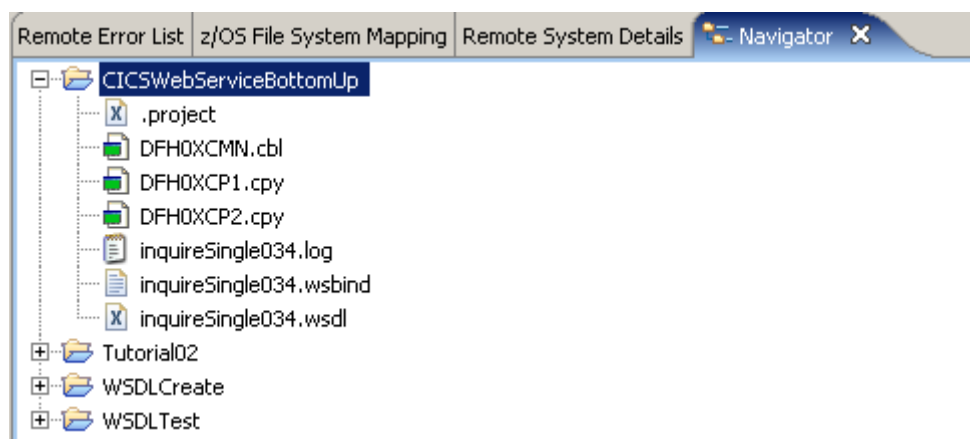 Remote Error List z/OS File System Mapping Remote System Details Navigator
CICSWebServiceBottomUp
.project
DFH0XCMN.cbl
DFH0XCP1.cpy
DFH0XCP2.cpy
inquireSingle034.log
inquireSingle034.wsbind
inquireSingle034.wsdl
Tutorial02
WSDLCreate
WSDLTest